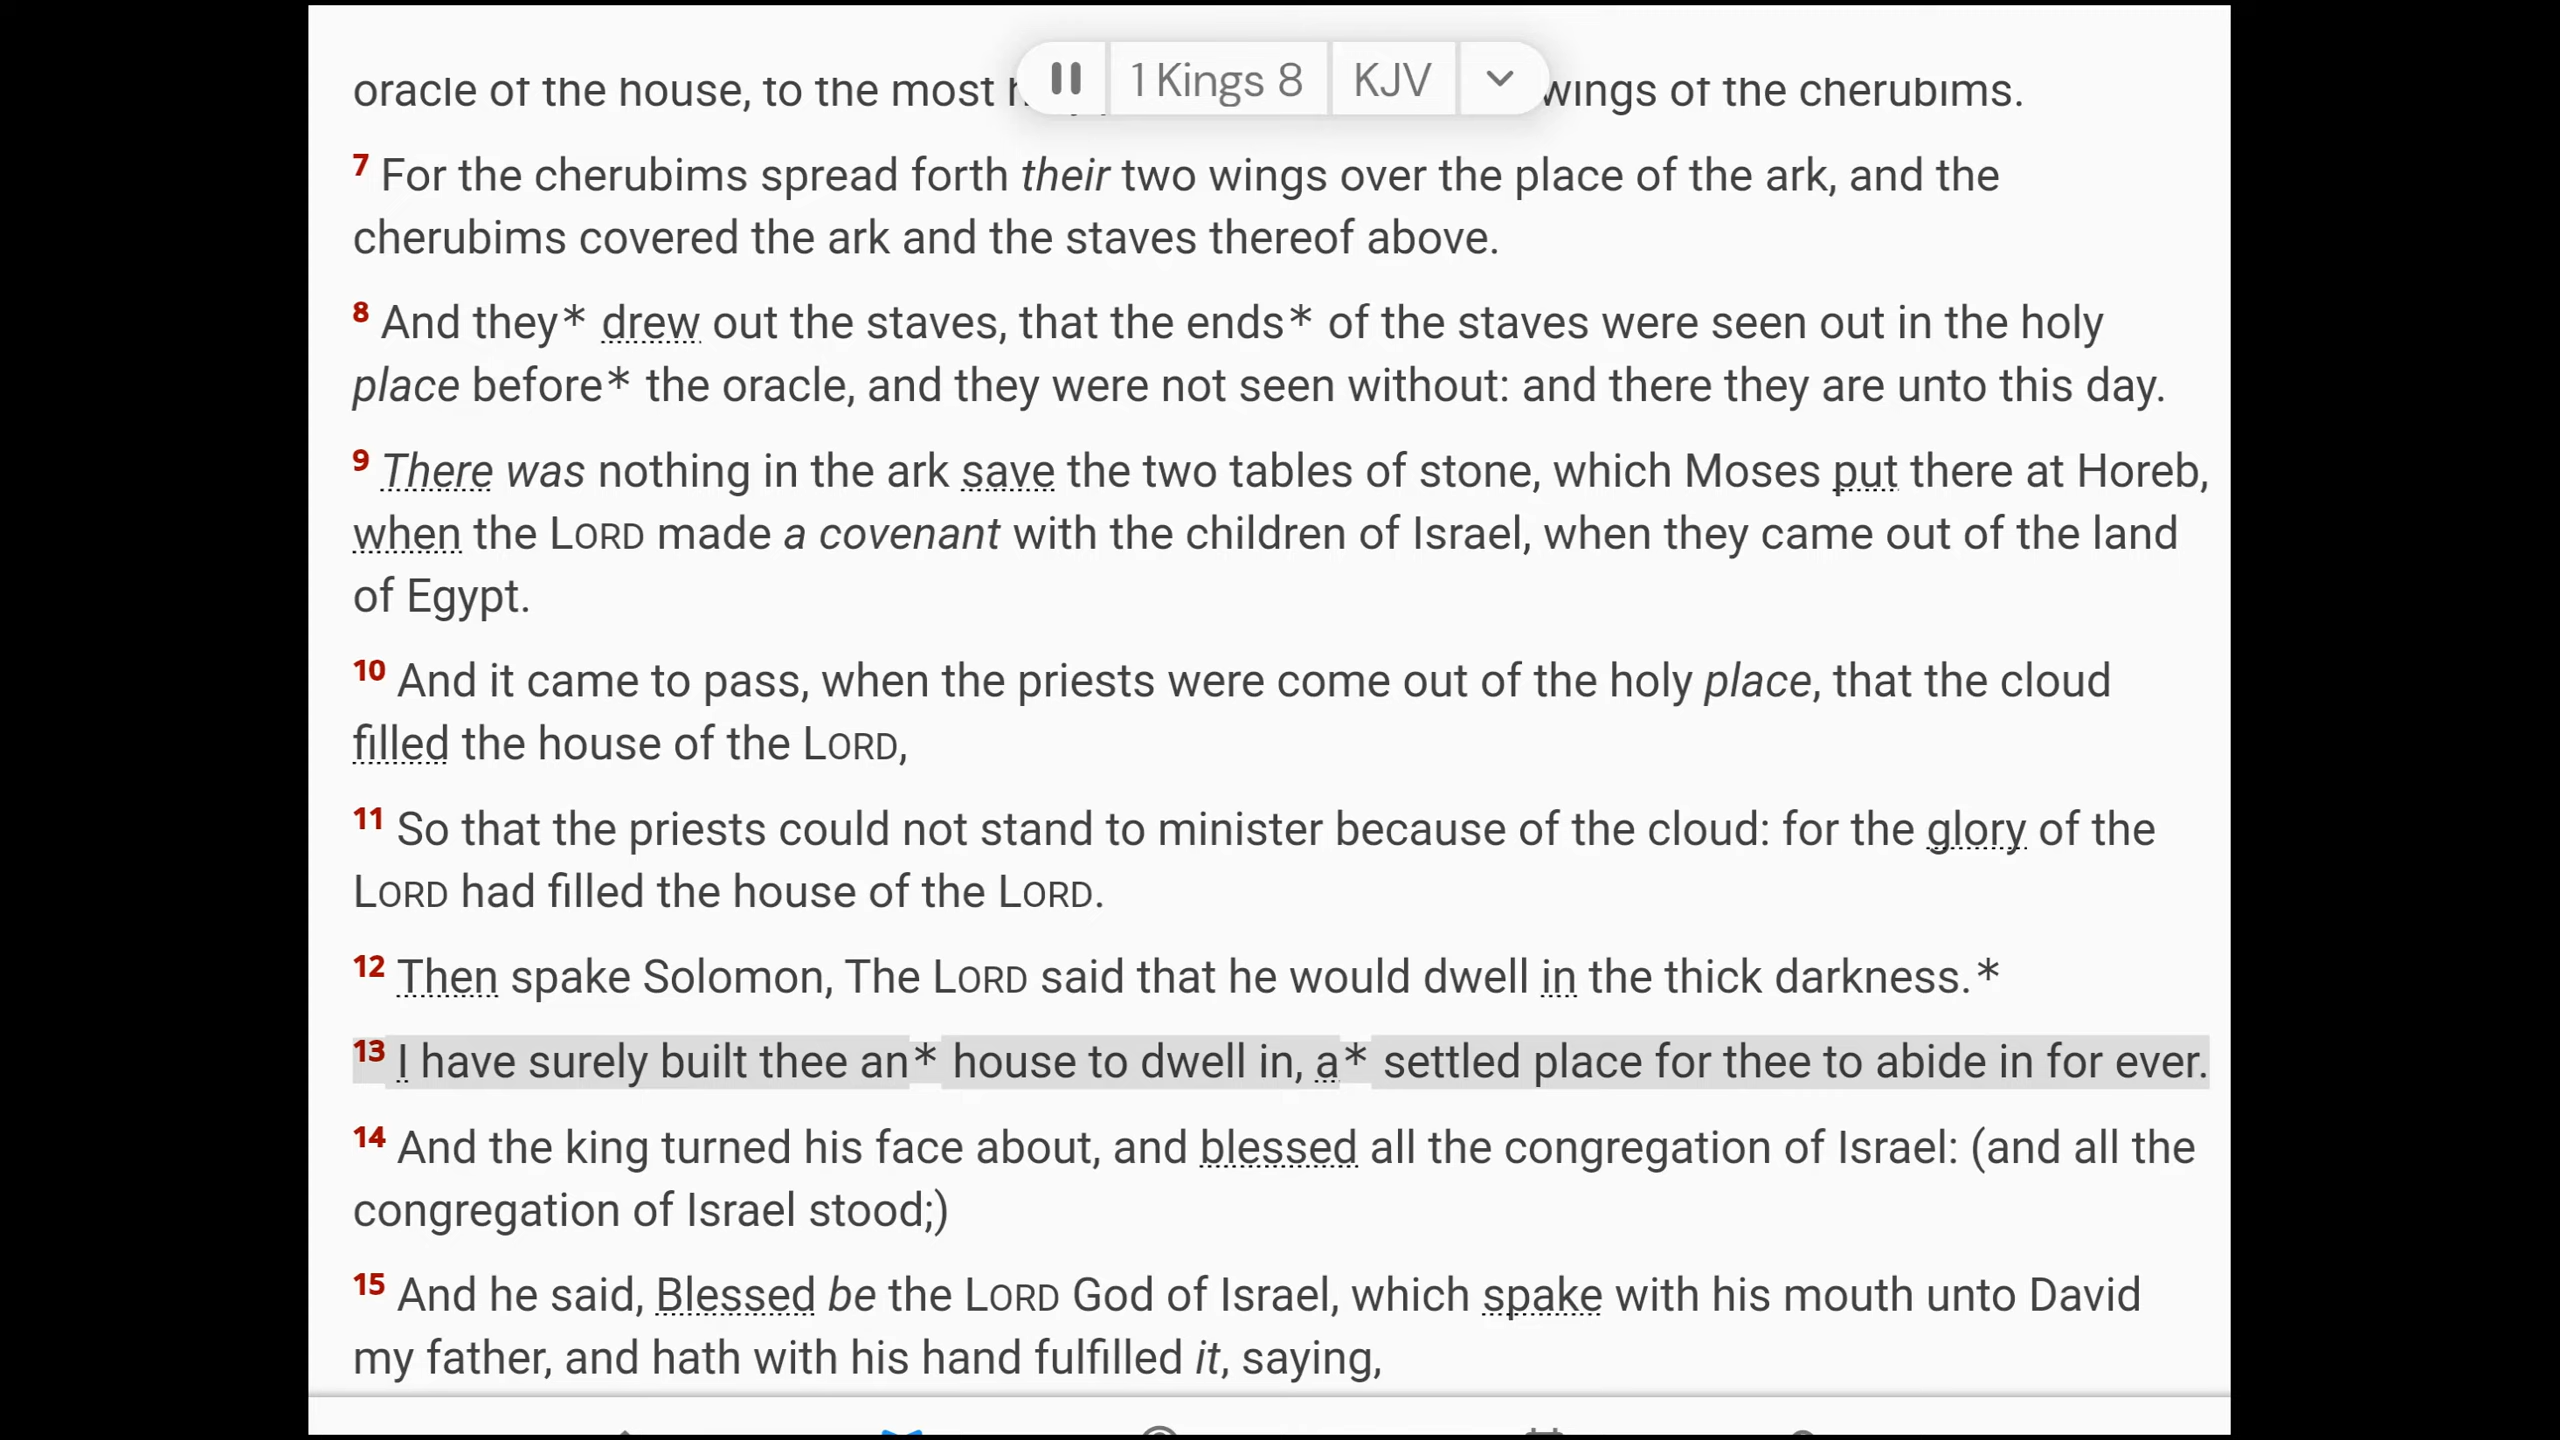 1 Kings 8 KJV
oracle of the house, to the most wings of the cherubims.
7 For the cherubims spread forth their two wings over the place of the ark, and the
cherubims covered the ark and the staves thereof above.
8 And they* drew out the staves, that the ends* of the staves were seen out in the holy
place before* the oracle, and they were not seen without: and there they are unto this day.
9 There was nothing in the ark save the two tables of stone, which Moses put there at Horeb,
when the LORD made a covenant with the children of Israel, when they came out of the land
of Egypt.
10 And it came to pass, when the priests were come out of the holy place, that the cloud
filled the house of the LORD,
11 So that the priests could not stand to minister because of the cloud: for the glory of the
LORD had filled the house of the LORD.
12 Then spake Solomon, The LORD said that he would dwell in the thick darkness.*
13 I have surely built thee an* house to dwell in, a* settled place for thee to abide in for ever.
14 And the king turned his face about, and blessed all the congregation of Israel: (and all the
congregation of Israel stood;)
15 And he said, Blessed be the LORD God of Israel, which spake with his mouth unto David
my father, and hath with his hand fulfilled it, saying,